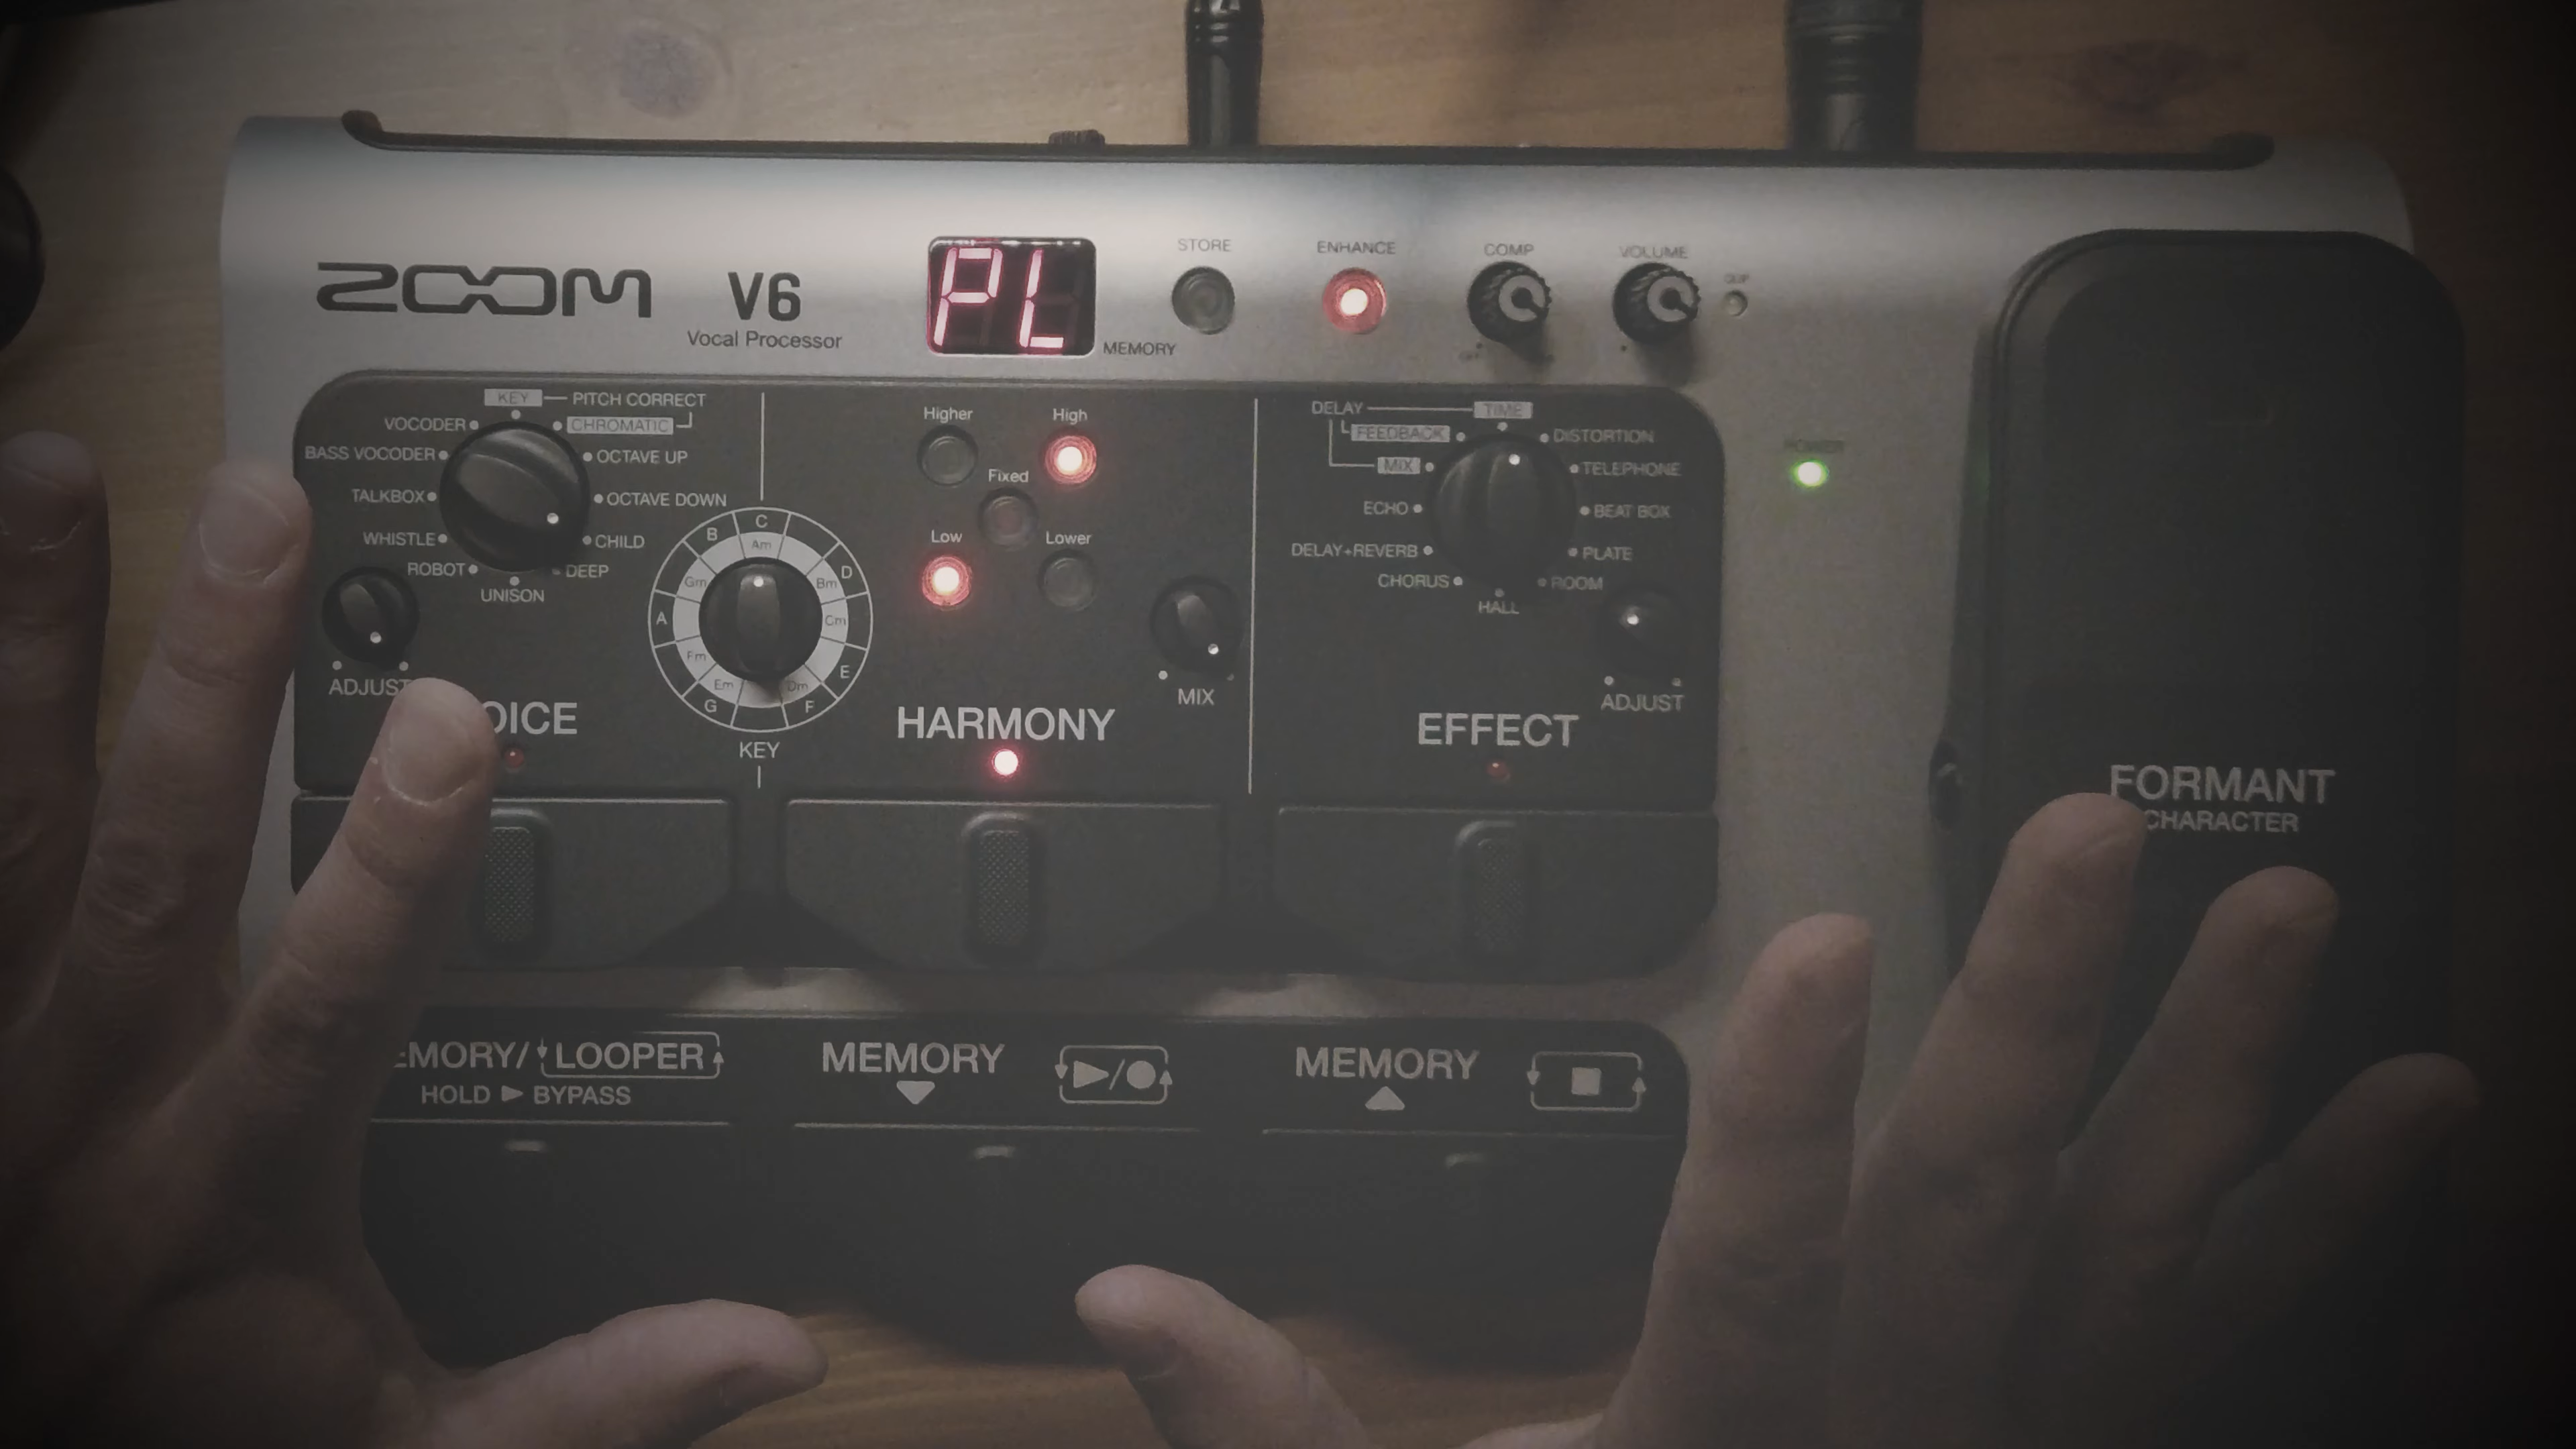 ZOOM
V6
Vocal Processor
PL
MEMORY
STORE
ENHANCE
COMP
OFF
VOLUME
CLIP
POWER
KEY
PITCH CORRECT
CHROMATIC
OCTAVE UP
OCTAVE DOWN
CHILD
DEEP
UNISON
ROBOT
WHISTLE
TALKBOX
BASS VOCODER
VOCODER
ADJUST
OICE
C
D
E
F
G
A
B
Am
Bm
Cm
Dm
Em
Fm
Gm
KEY
Higher
High
Fixed
Low
Lower
MIX
HARMONY
DELAY
TIME
FEEDBACK
MIX
ECHO
DELAY+REVERB
CHORUS
HALL
ROOM
PLATE
BEAT BOX
TELEPHONE
DISTORTION
ADJUST
EFFECT
FORMANT
CHARACTER
EMORY/ LOOPER
HOLD ▶ BYPASS
MEMORY
▼
▶/●
MEMORY
▲
■